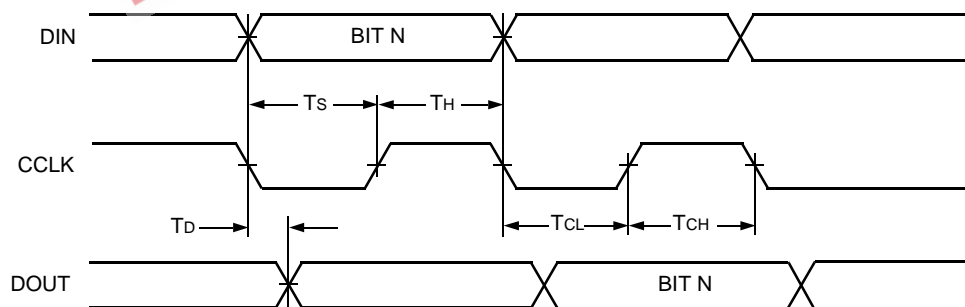 DIN
BIT N
TS
TH
CCLK
TD
TCL
TCH
DOUT
BIT N